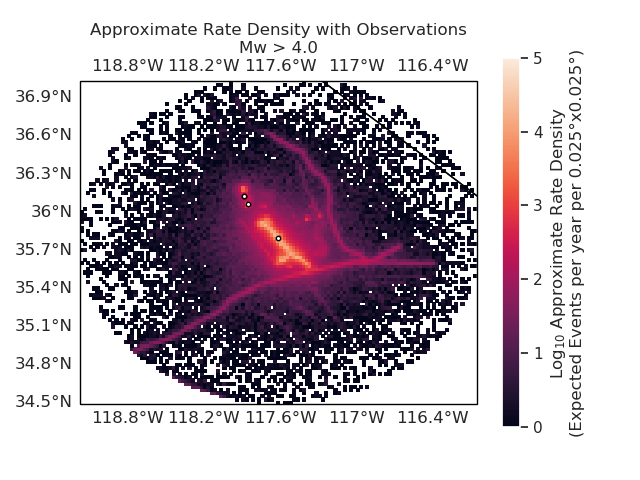 Approximate Rate Density with Observations
Mw > 4.0
118.8°W 118.2°W 117.6°W 117°W 116.4°W
36.9°N
36.6°N
36.3°N
36°N
35.7°N
35.4°N
35.1°N
34.8°N
34.5°N
118.8°W 118.2°W 117.6°W 117°W 116.4°W
5
4
3
2
1
0
Log₁₀ Approximate Rate Density
(Expected Events per year per 0.025°x0.025°)